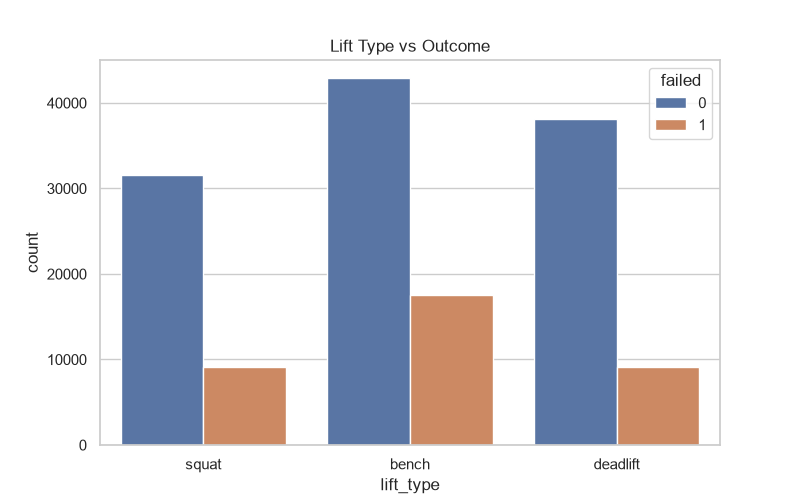 Lift Type vs Outcome
failed
0
1
count
40000
30000
20000
10000
0
squat
bench
deadlift
lift_type